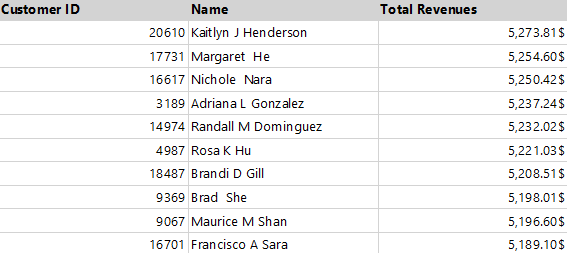 Customer ID Name Total Revenues
20610 Kaitlyn J Henderson 5,273.81$
17731 Margaret  He 5,254.60$
16617 Nichole  Nara 5,250.42$
3189 Adriana L Gonzalez 5,237.24$
14974 Randall M Dominguez 5,232.02$
4987 Rosa K Hu 5,221.03$
18487 Brandi D Gill 5,208.51$
9369 Brad  She 5,198.01$
9067 Maurice M Shan 5,196.60$
16701 Francisco A Sara 5,189.10$